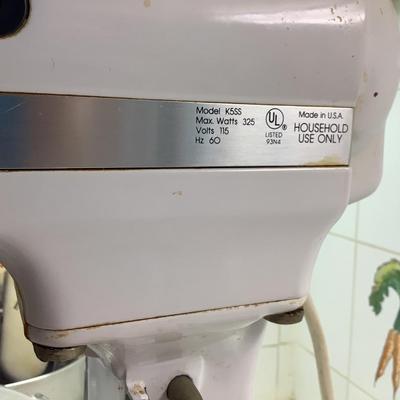 Model K5SS
Max. Watts 325
Volts 115
Hz 60
UL ®
LISTED
93N4
Made in U.S.A.
HOUSEHOLD
USE ONLY